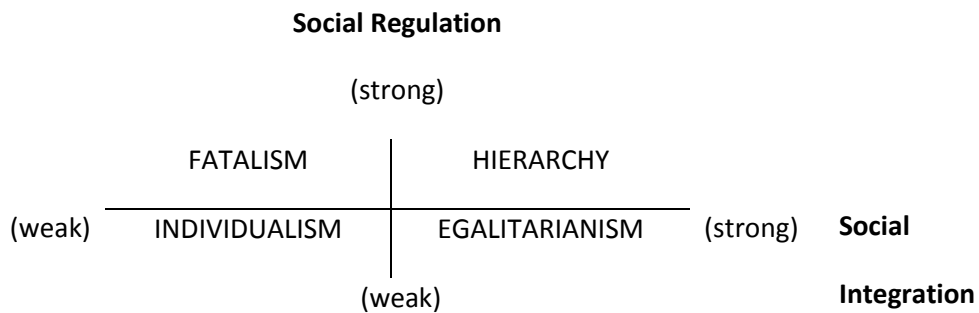 Social Regulation
(strong)
FATALISM HIERARCHY
(weak) INDIVIDUALISM EGALITARIANISM (strong) Social
(weak) Integration